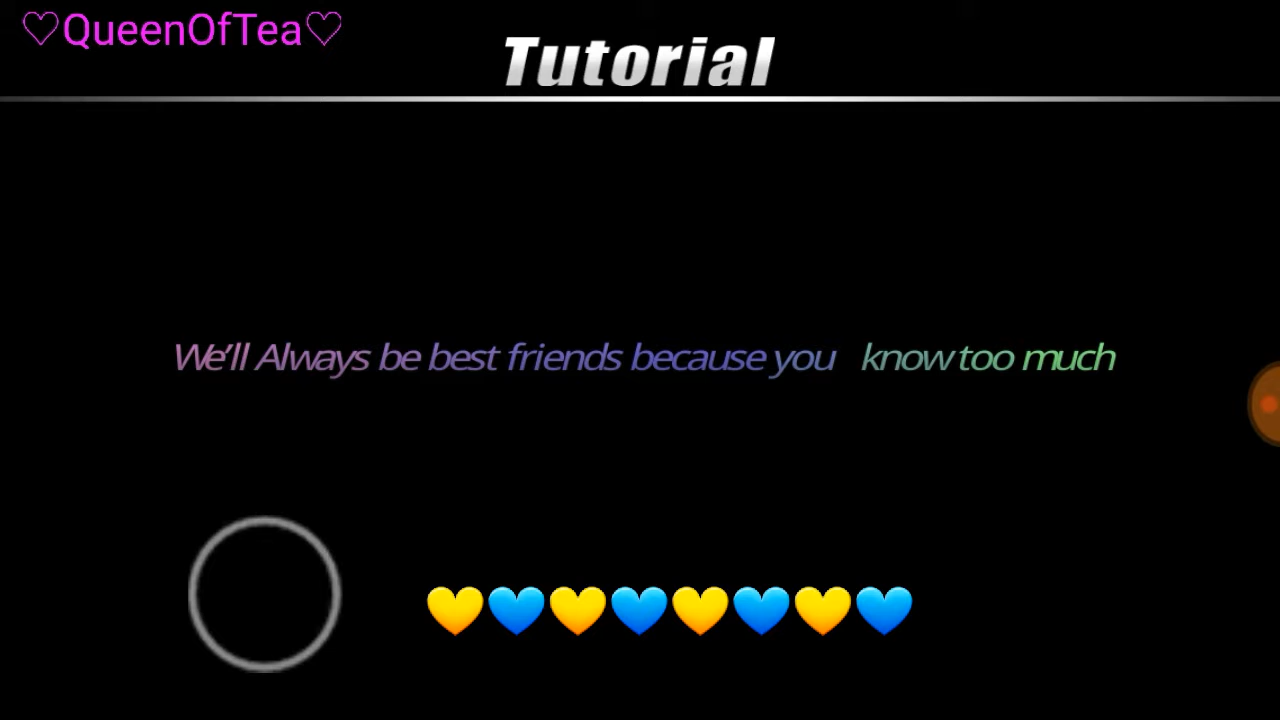 ♡QueenOfTea♡
Tutorial
We'll Always be best friends because you know too much
💛💙💛💙💛💙💛💙